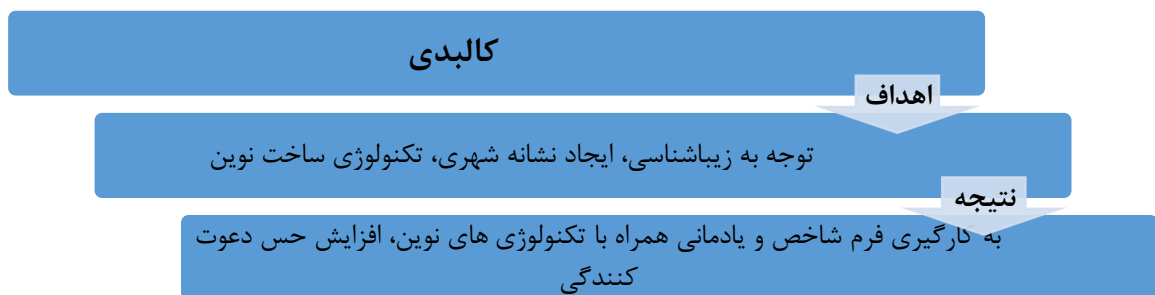 کالبدی
اهداف
توجه به زیباشناسی، ایجاد نشانه شهری، تکنولوژی ساخت نوین
نتیجه
به کارگیری فرم شاخص و یادمانی همراه با تکنولوژی های نوین، افزایش حس دعوت
کنندگی